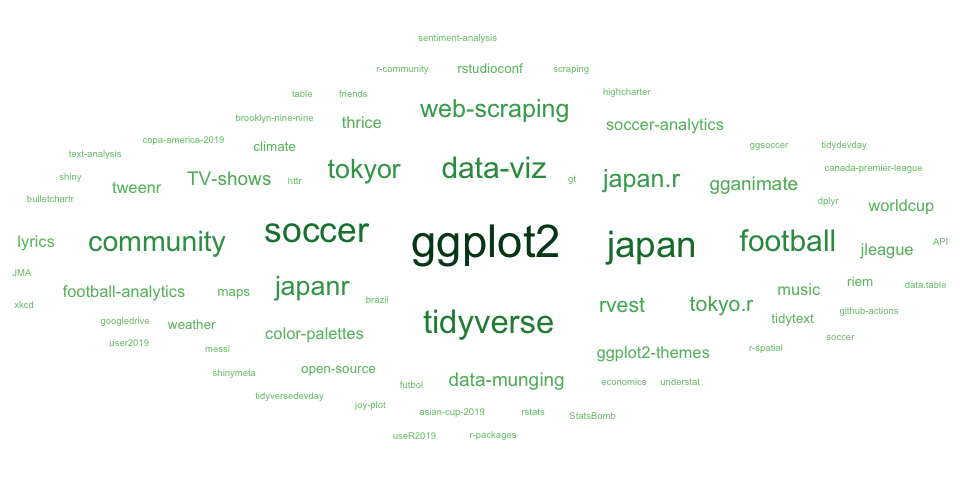 sentiment-analysis
r-community rstudioconf scraping
table friends highcharter
web-scraping
brooklyn-nine-nine thrice soccer-analytics
copa-america-2019 climate ggsoccer tidydevday
text-analysis tokyor data-viz canada-premier-league
shiny tweenr TV-shows httr gt japan.r gganimate
bulletchartr dplyr worldcup
lyrics community soccer ggplot2 japan football jleague API
JMA football-analytics maps japanr brazil music riem data.table
xkcd rvest tokyo.r github-actions
googledrive weather tidyverse tidytext
user2019 color-palettes soccer
messi ggplot2-themes r-spatial
shinymeta open-source data-munging economics understat
tidyversedevday futbol
joy-plot asian-cup-2019 rstats StatsBomb
useR2019 r-packages